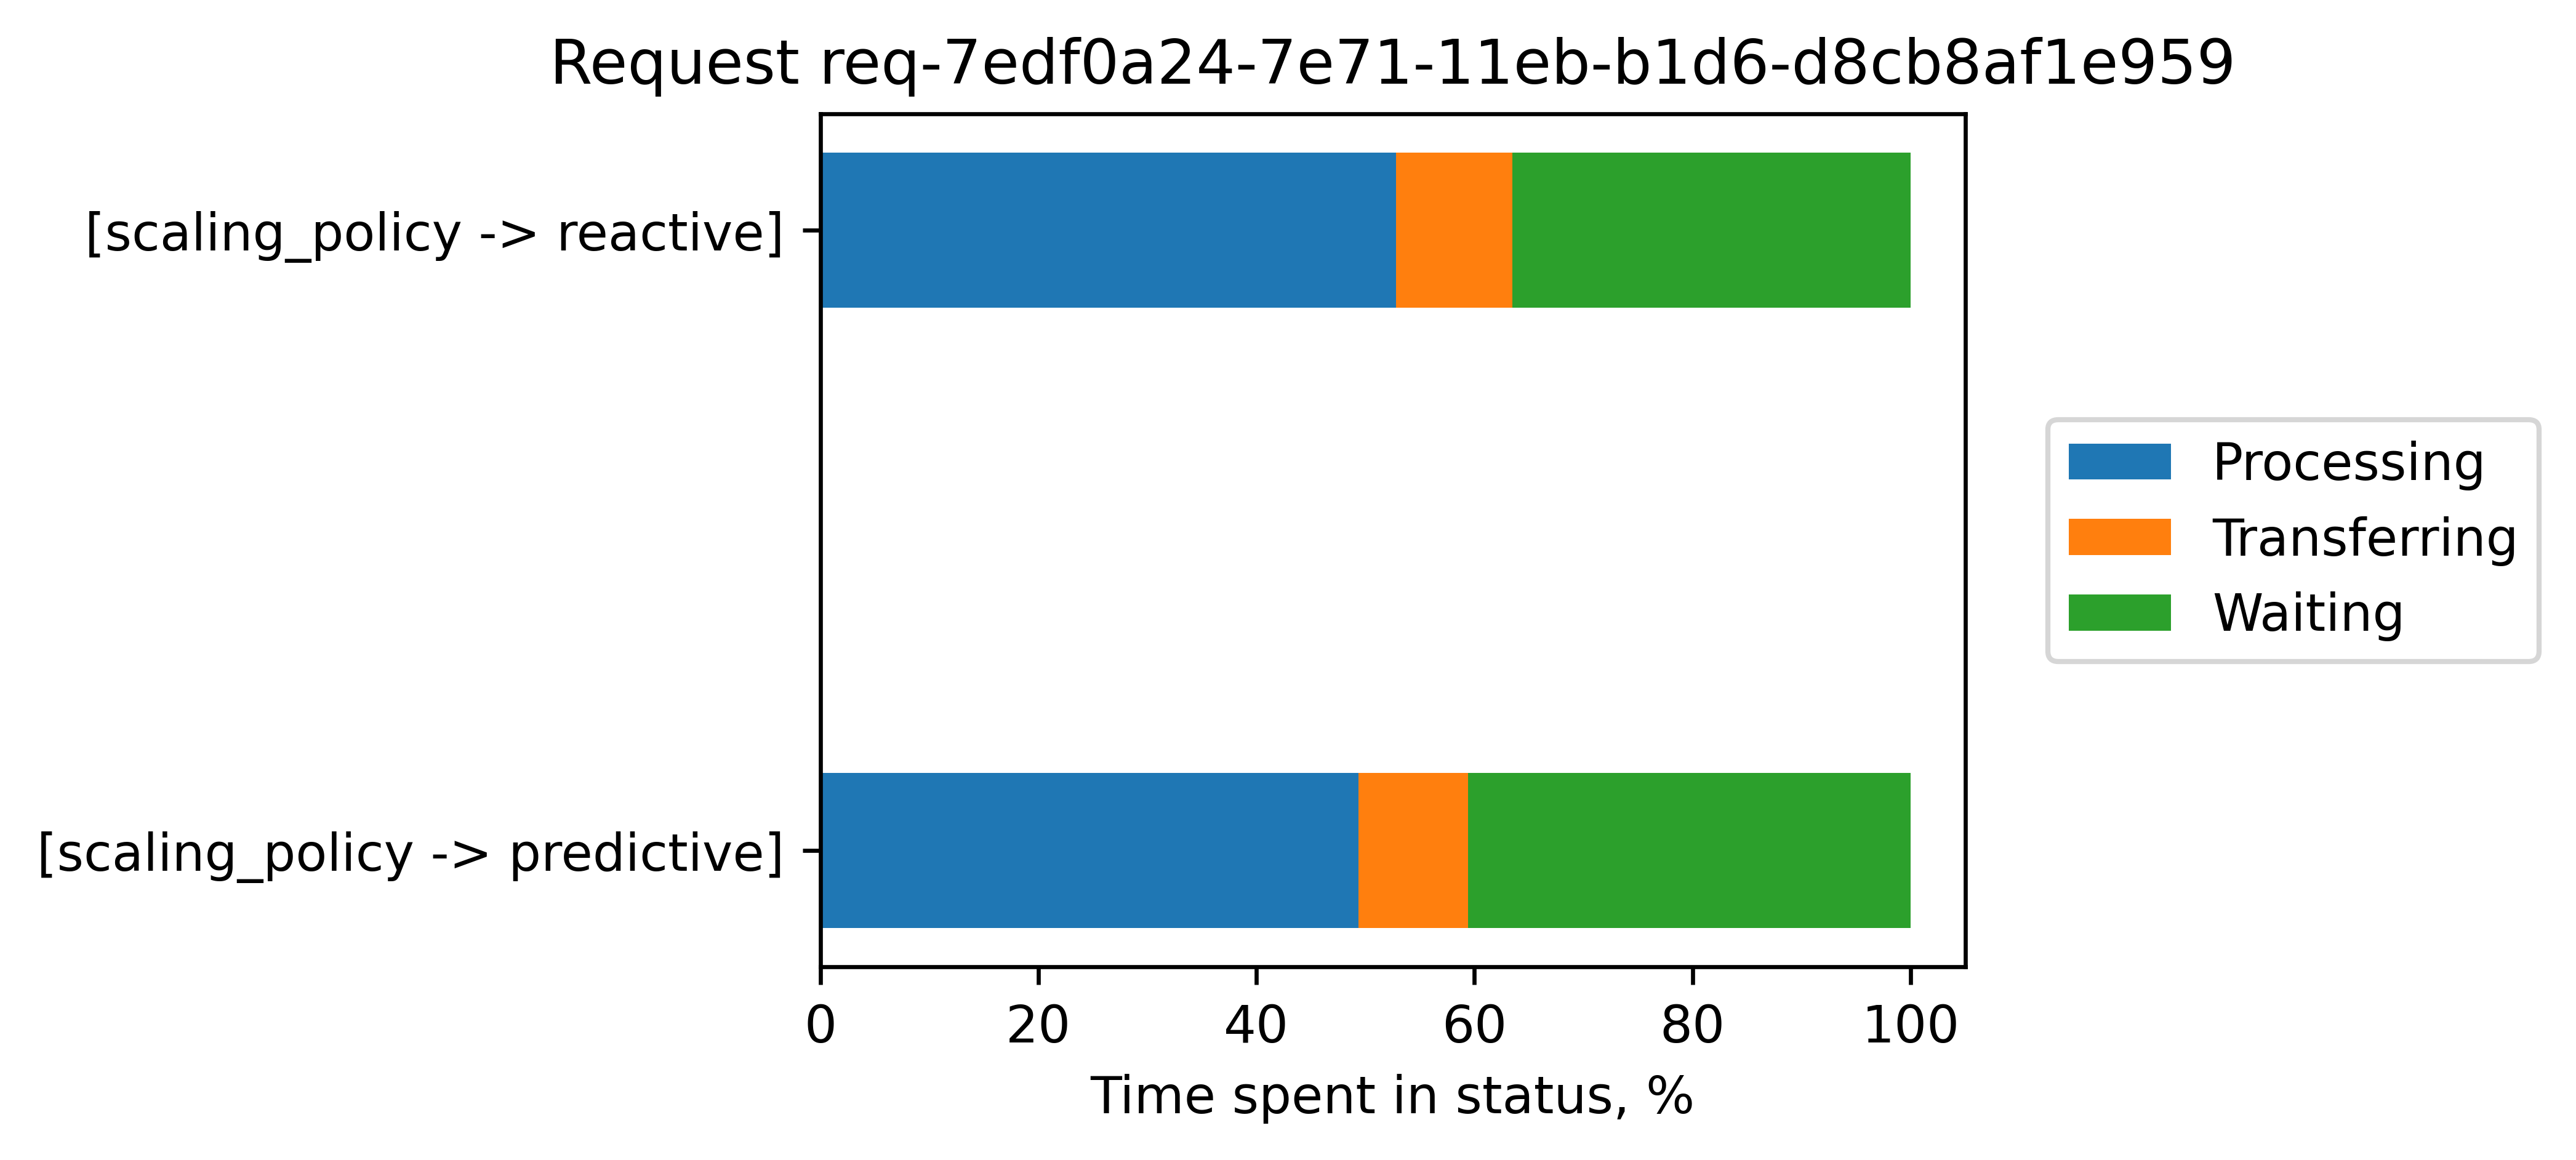 Request req-7edf0a24-7e71-11eb-b1d6-d8cb8af1e959
[scaling_policy -> reactive]
[scaling_policy -> predictive]
Processing
Transferring
Waiting
0 20 40 60 80 100
Time spent in status, %